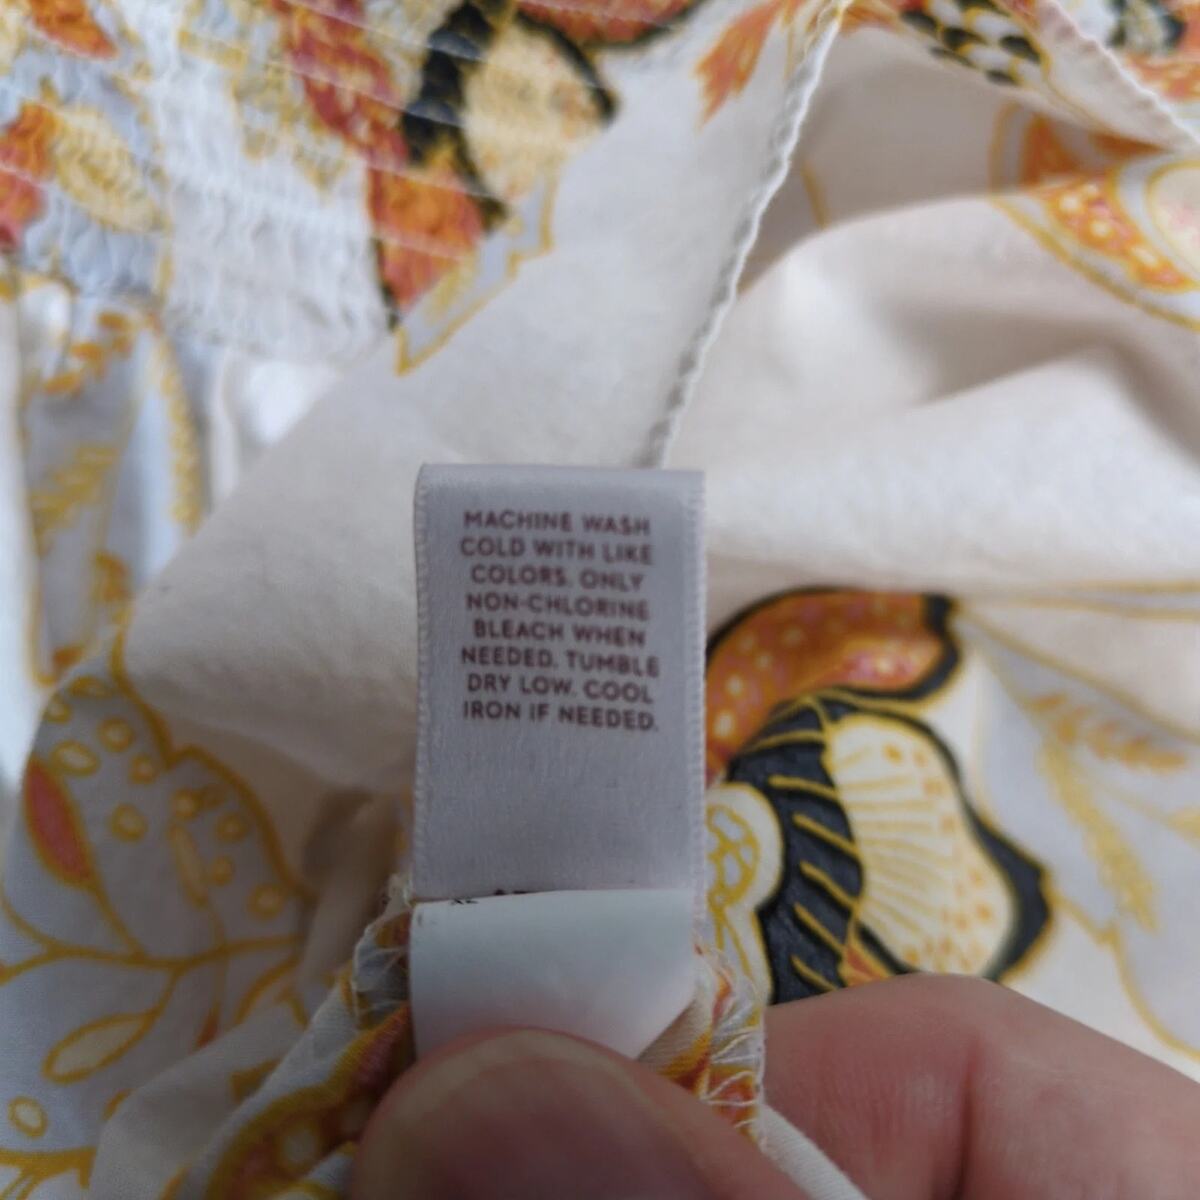 MACHINE WASH
COLD WITH LIKE
COLORS. ONLY
NON-CHLORINE
BLEACH WHEN
NEEDED. TUMBLE
DRY LOW. COOL
IRON IF NEEDED.